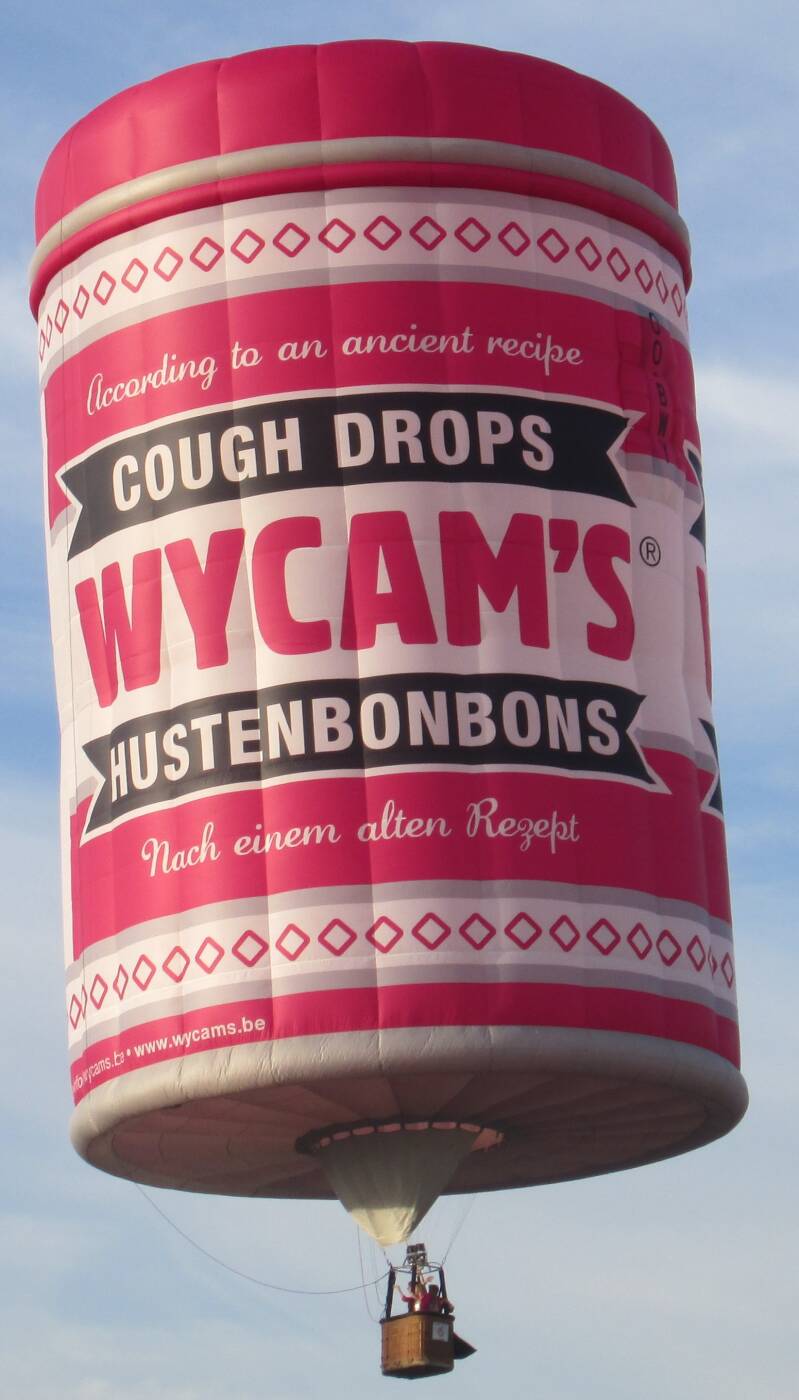 According to an ancient recipe
COUGH DROPS
WYCAM'S®
HUSTENBONBONS
Nach einem alten Rezept
• www.wycams.be